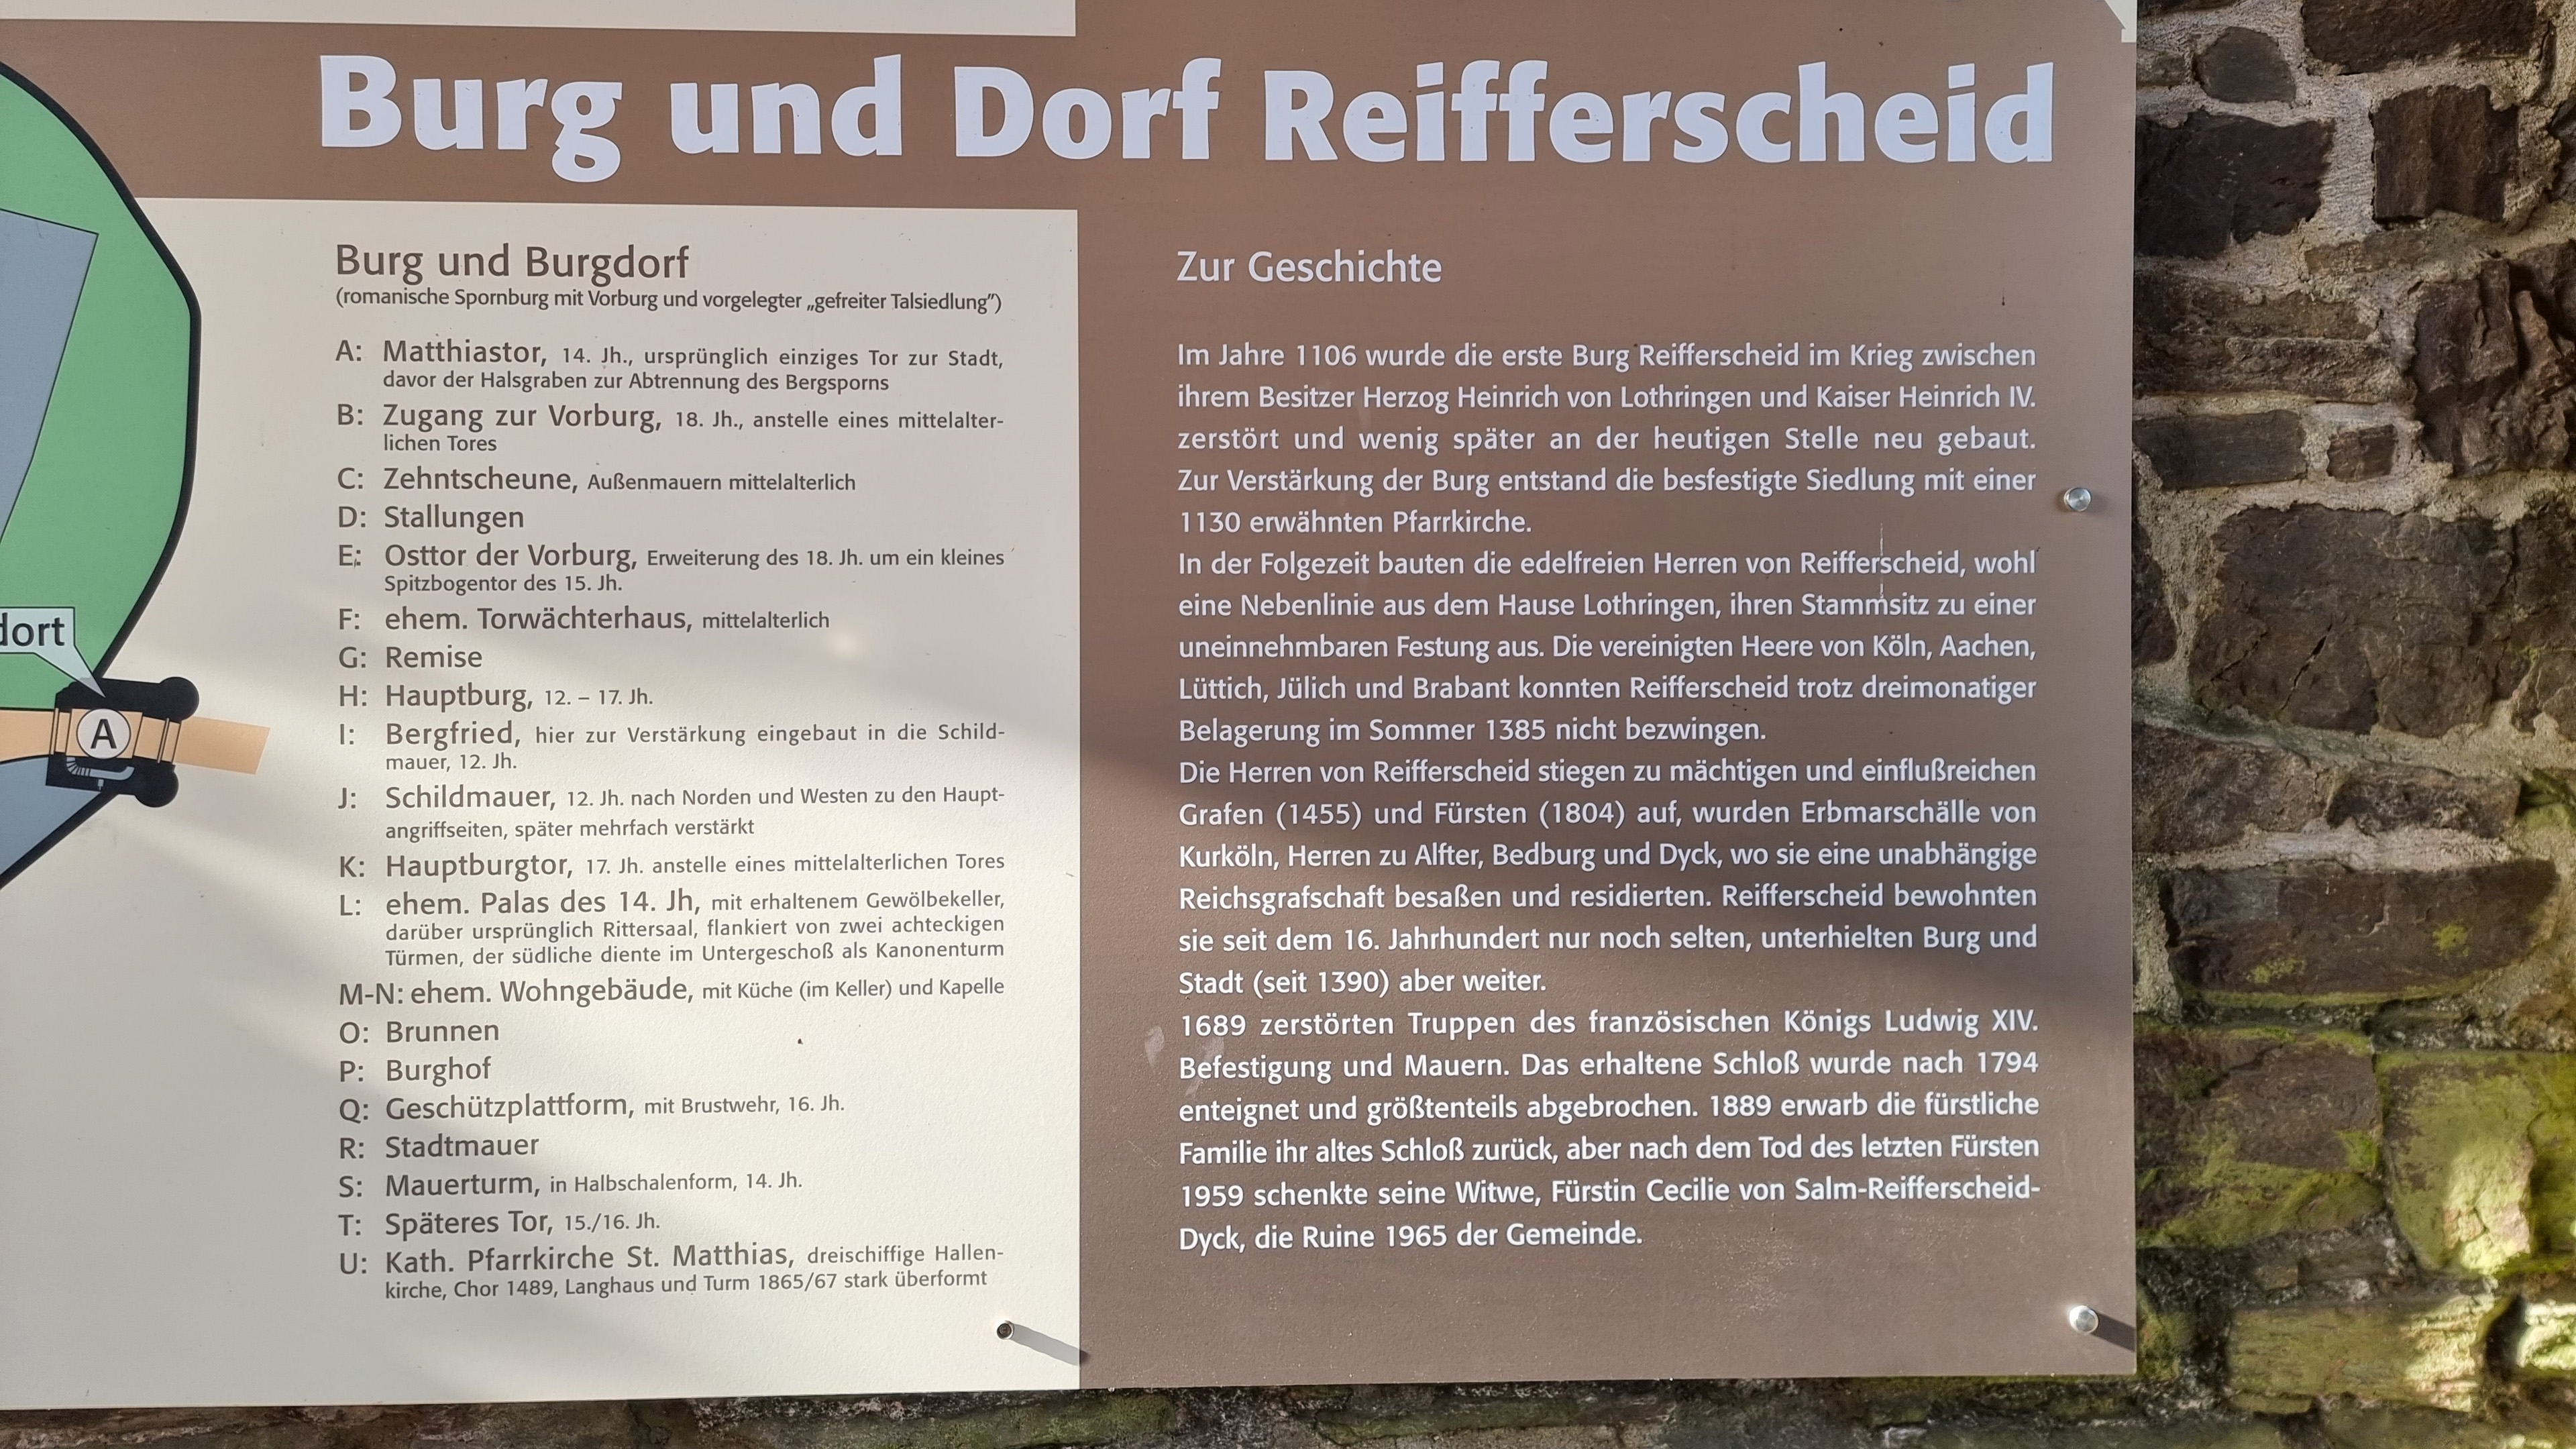 Burg und Dorf Reifferscheid
Burg und Burgdorf
(romanische Spornburg mit Vorburg und vorgelegter „gefreiter Talsiedlung")
A: Matthiastor, 14. Jh., ursprünglich einziges Tor zur Stadt,
davor der Halsgraben zur Abtrennung des Bergsporns
B: Zugang zur Vorburg, 18. Jh., anstelle eines mittelalter-
lichen Tores
C: Zehntscheune, Außenmauern mittelalterlich
D: Stallungen
E: Osttor der Vorburg, Erweiterung des 18. Jh. um ein kleines
Spitzbogentor des 15. Jh.
F: ehem. Torwächterhaus, mittelalterlich
G: Remise
H: Hauptburg, 12. – 17. Jh.
I: Bergfried, hier zur Verstärkung eingebaut in die Schild-
mauer, 12. Jh.
J: Schildmauer, 12. Jh. nach Norden und Westen zu den Haupt-
angriffseiten, später mehrfach verstärkt
K: Hauptburgtor, 17. Jh. anstelle eines mittelalterlichen Tores
L: ehem. Palas des 14. Jh, mit erhaltenem Gewölbekeller,
darüber ursprünglich Rittersaal, flankiert von zwei achteckigen
Türmen, der südliche diente im Untergeschoß als Kanonenturm
M-N: ehem. Wohngebäude, mit Küche (im Keller) und Kapelle
O: Brunnen
P: Burghof
Q: Geschützplattform, mit Brustwehr, 16. Jh.
R: Stadtmauer
S: Mauerturm, in Halbschalenform, 14. Jh.
T: Späteres Tor, 15./16. Jh.
U: Kath. Pfarrkirche St. Matthias, dreischiffige Hallen-
kirche, Chor 1489, Langhaus und Turm 1865/67 stark überformt
Zur Geschichte
Im Jahre 1106 wurde die erste Burg Reifferscheid im Krieg zwischen
ihrem Besitzer Herzog Heinrich von Lothringen und Kaiser Heinrich IV.
zerstört und wenig später an der heutigen Stelle neu gebaut.
Zur Verstärkung der Burg entstand die besfestigte Siedlung mit einer
1130 erwähnten Pfarrkirche.
In der Folgezeit bauten die edelfreien Herren von Reifferscheid, wohl
eine Nebenlinie aus dem Hause Lothringen, ihren Stammsitz zu einer
uneinnehmbaren Festung aus. Die vereinigten Heere von Köln, Aachen,
Lüttich, Jülich und Brabant konnten Reifferscheid trotz dreimonatiger
Belagerung im Sommer 1385 nicht bezwingen.
Die Herren von Reifferscheid stiegen zu mächtigen und einflußreichen
Grafen (1455) und Fürsten (1804) auf, wurden Erbmarschälle von
Kurköln, Herren zu Alfter, Bedburg und Dyck, wo sie eine unabhängige
Reichsgrafschaft besaßen und residierten. Reifferscheid bewohnten
sie seit dem 16. Jahrhundert nur noch selten, unterhielten Burg und
Stadt (seit 1390) aber weiter.
1689 zerstörten Truppen des französischen Königs Ludwig XIV.
Befestigung und Mauern. Das erhaltene Schloß wurde nach 1794
enteignet und größtenteils abgebrochen. 1889 erwarb die fürstliche
Familie ihr altes Schloß zurück, aber nach dem Tod des letzten Fürsten
1959 schenkte seine Witwe, Fürstin Cecilie von Salm-Reifferscheid-
Dyck, die Ruine 1965 der Gemeinde.
dort
A